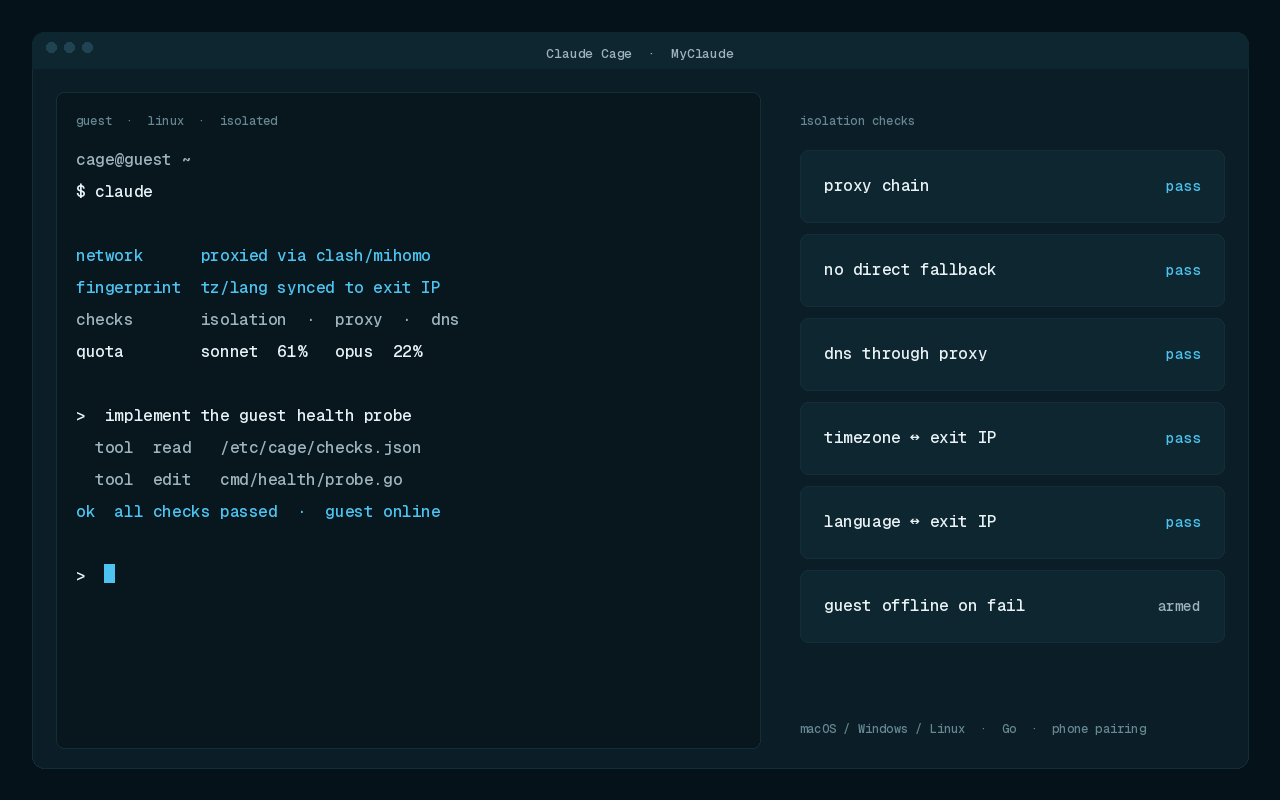 Claude Cage · MyClaude
guest · linux · isolated
cage@guest ~
$ claude
network proxied via clash/mihomo
fingerprint tz/lang synced to exit IP
checks isolation · proxy · dns
quota sonnet 61% opus 22%
> implement the guest health probe
tool read /etc/cage/checks.json
tool edit cmd/health/probe.go
ok all checks passed · guest online
>
isolation checks
proxy chain pass
no direct fallback pass
dns through proxy pass
timezone ↔ exit IP pass
language ↔ exit IP pass
guest offline on fail armed
macOS / Windows / Linux · Go · phone pairing